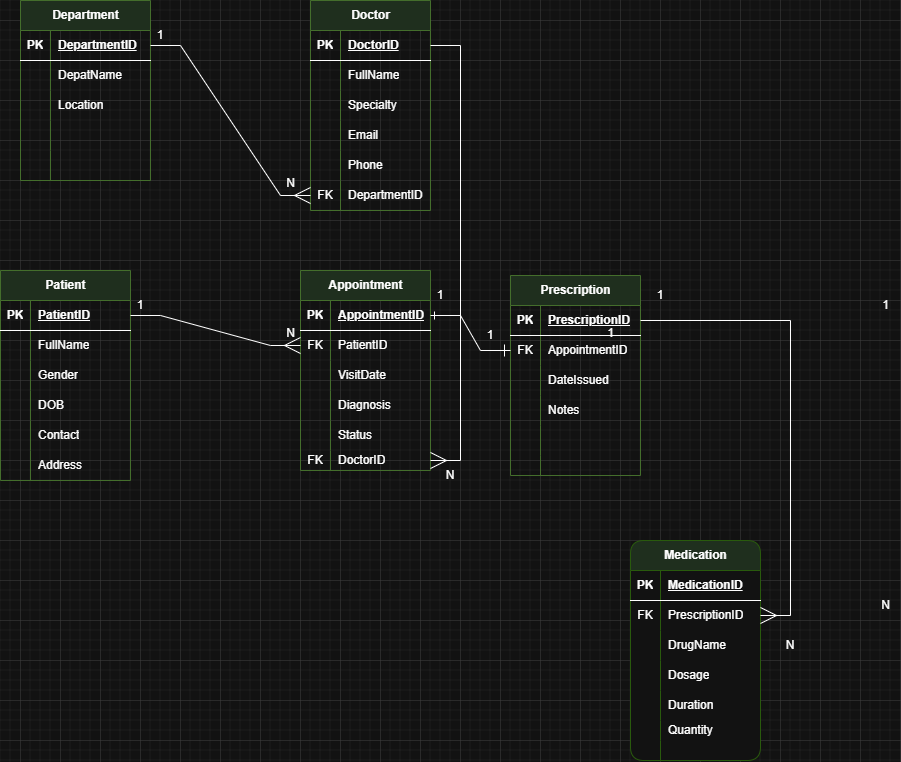 Department
1
PK DepartmentID
DepatName
Location
Doctor
PK DoctorID
FullName
Specialty
Email
Phone
N
FK DepartmentID
Patient
1
PK PatientID
FullName
Gender
DOB
Contact
Address
Appointment
1
PK AppointmentID
N
FK PatientID
VisitDate
Diagnosis
Status
FK DoctorID
N
Prescription
1
1
PK PrescriptionID
1
1
FK AppointmentID
DateIssued
Notes
Medication
PK MedicationID
N
FK PrescriptionID
N
DrugName
Dosage
Duration
Quantity